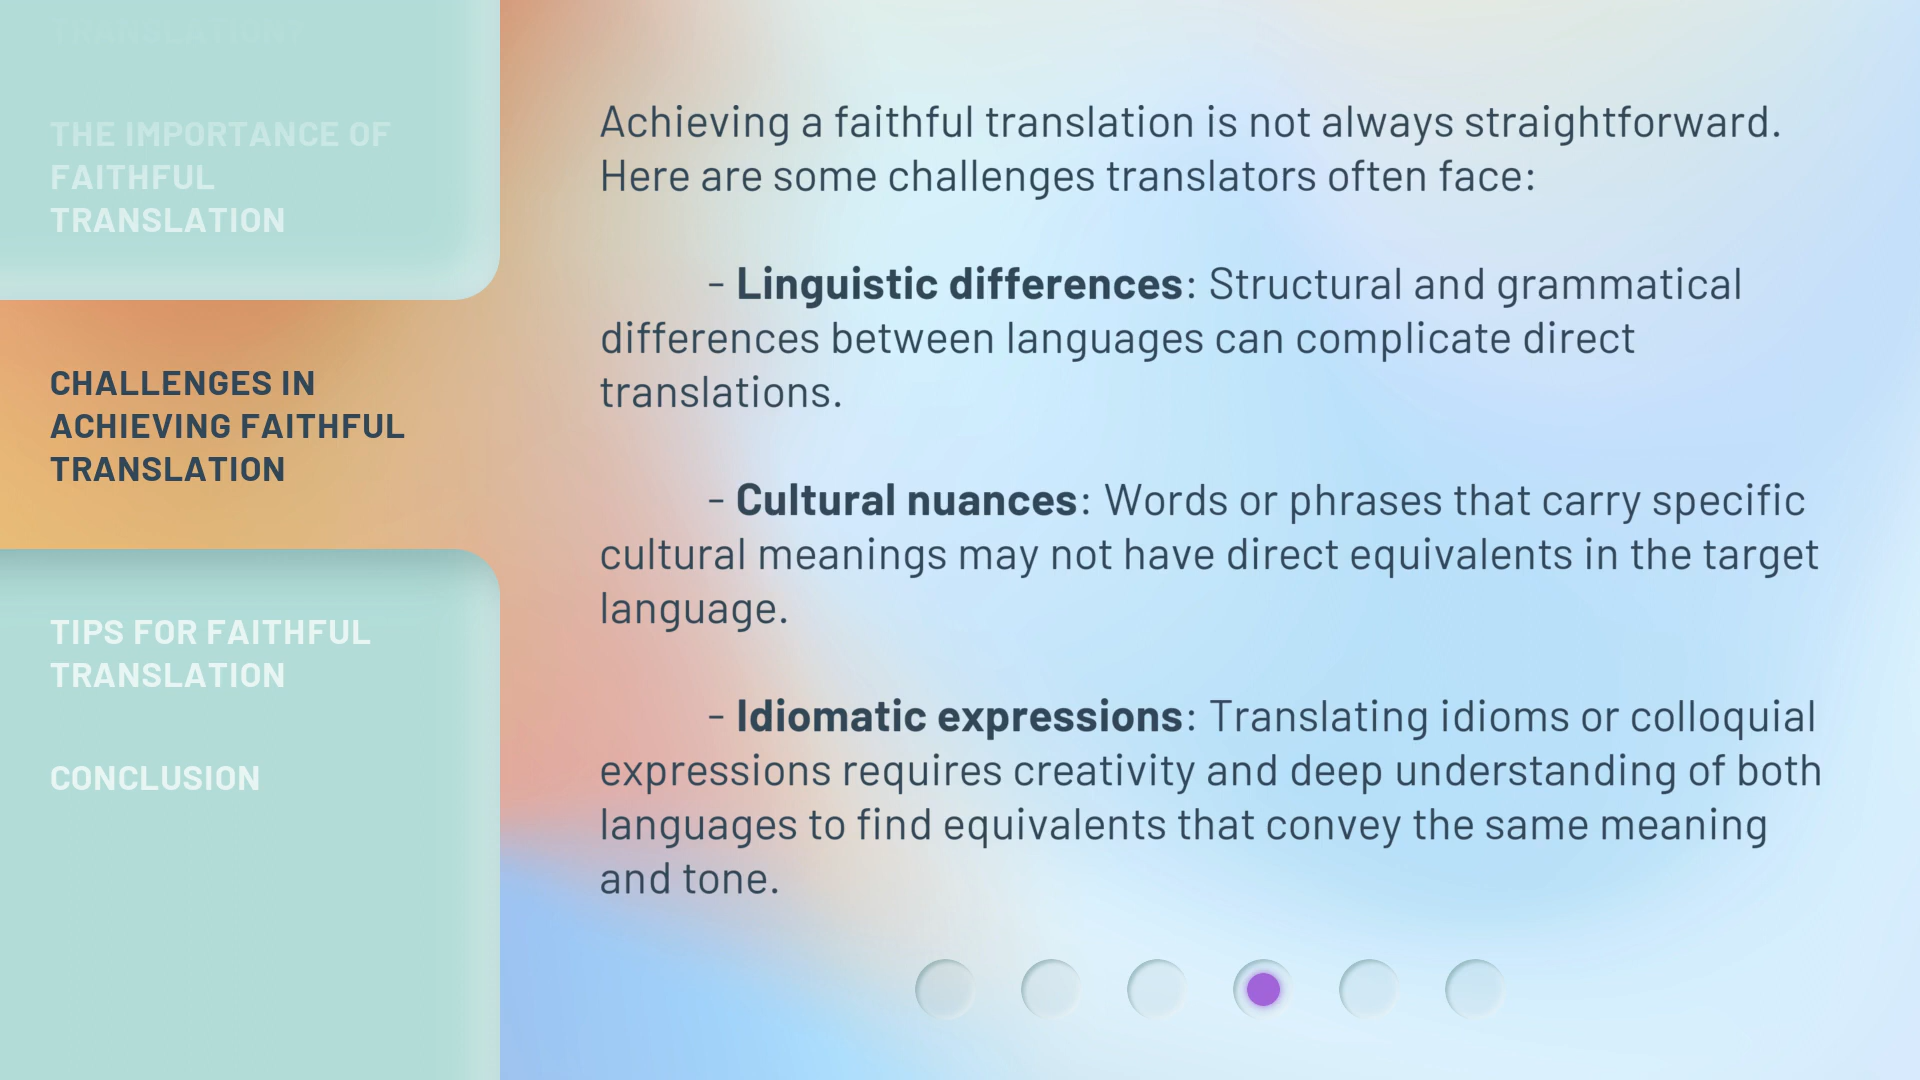 TRANSLATION?
THE IMPORTANCE OF
FAITHFUL
TRANSLATION
CHALLENGES IN
ACHIEVING FAITHFUL
TRANSLATION
TIPS FOR FAITHFUL
TRANSLATION
CONCLUSION
Achieving a faithful translation is not always straightforward.
Here are some challenges translators often face:
- Linguistic differences: Structural and grammatical
differences between languages can complicate direct
translations.
- Cultural nuances: Words or phrases that carry specific
cultural meanings may not have direct equivalents in the target
language.
- Idiomatic expressions: Translating idioms or colloquial
expressions requires creativity and deep understanding of both
languages to find equivalents that convey the same meaning
and tone.